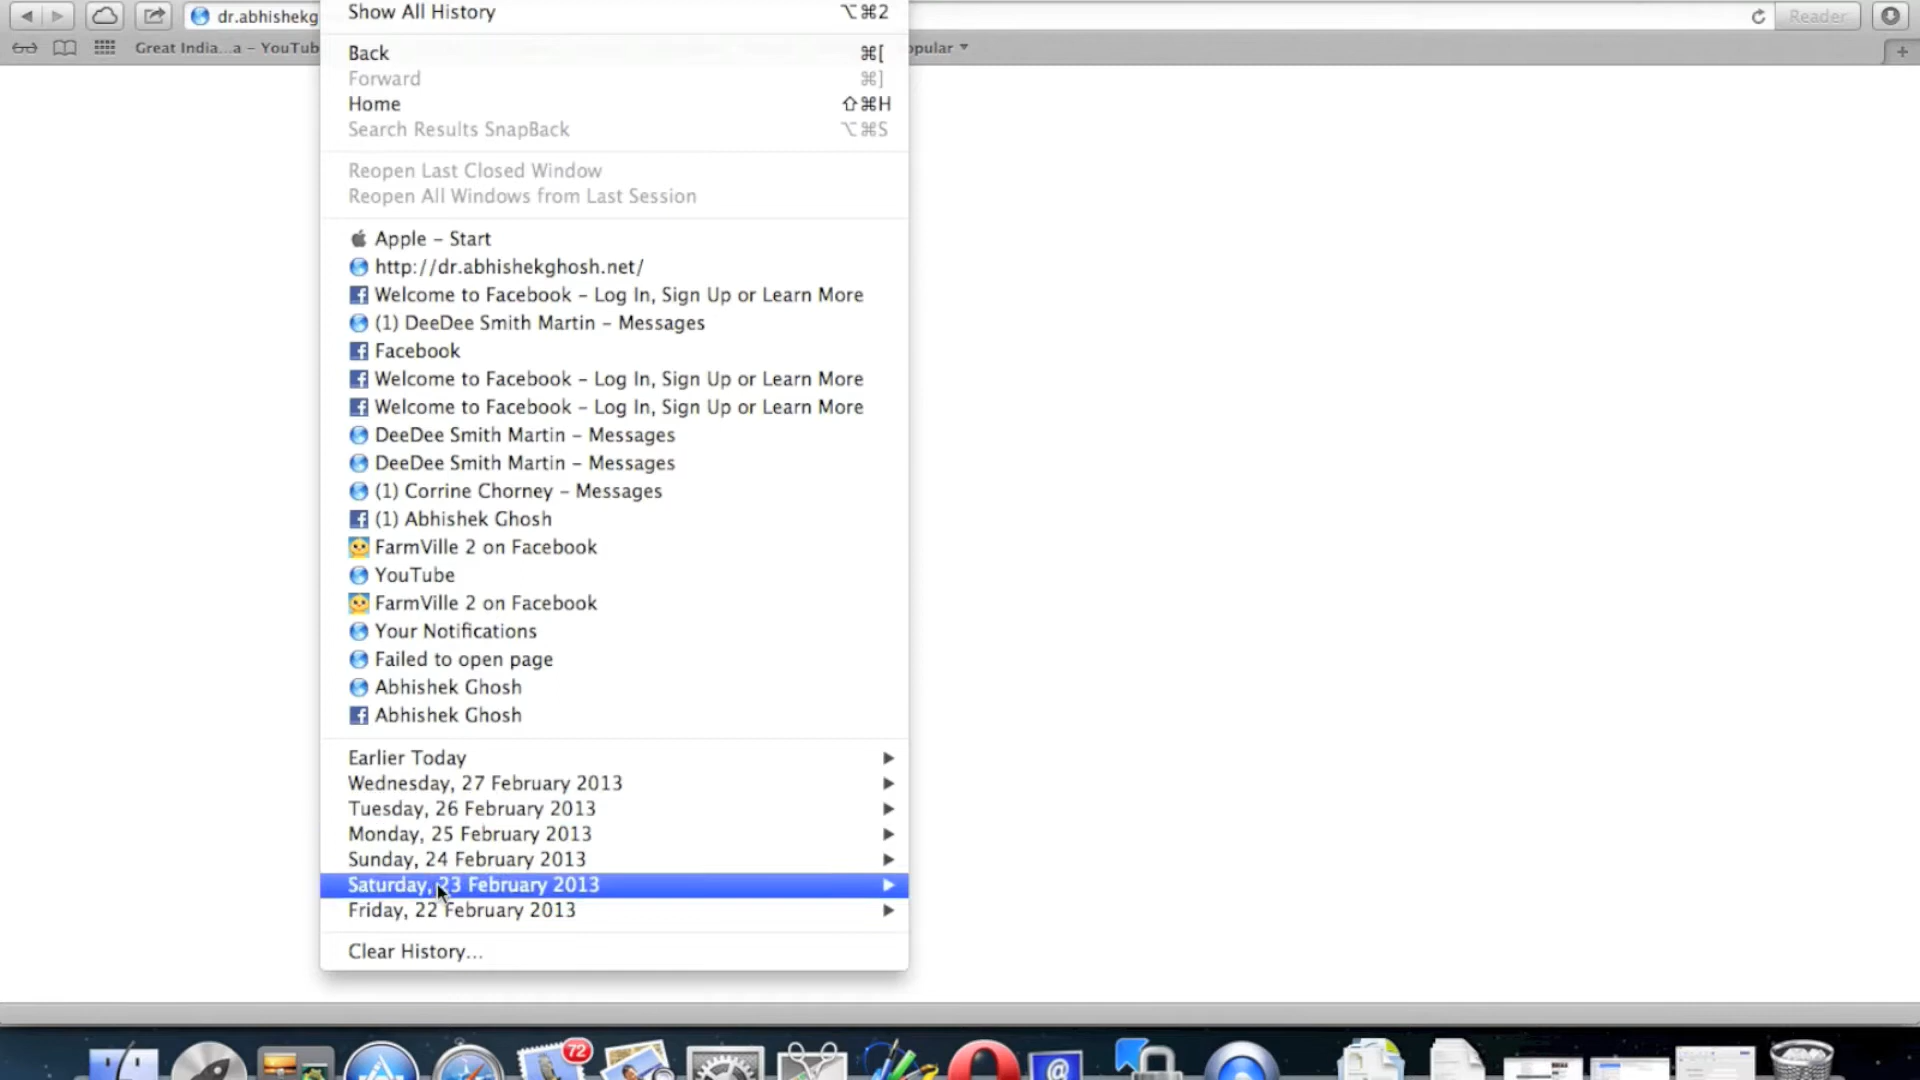 dr.abhishekg
Reader
Great India...a – YouTub
opular
Show All History ⌥⌘2
Back ⌘[
Forward ⌘]
Home ⇧⌘H
Search Results SnapBack ⌥⌘S
Reopen Last Closed Window
Reopen All Windows from Last Session
Apple – Start
http://dr.abhishekghosh.net/
Welcome to Facebook – Log In, Sign Up or Learn More
(1) DeeDee Smith Martin – Messages
Facebook
Welcome to Facebook – Log In, Sign Up or Learn More
Welcome to Facebook – Log In, Sign Up or Learn More
DeeDee Smith Martin – Messages
DeeDee Smith Martin – Messages
(1) Corrine Chorney – Messages
(1) Abhishek Ghosh
FarmVille 2 on Facebook
YouTube
FarmVille 2 on Facebook
Your Notifications
Failed to open page
Abhishek Ghosh
Abhishek Ghosh
Earlier Today
Wednesday, 27 February 2013
Tuesday, 26 February 2013
Monday, 25 February 2013
Sunday, 24 February 2013
Saturday, 23 February 2013
Friday, 22 February 2013
Clear History...
72
@